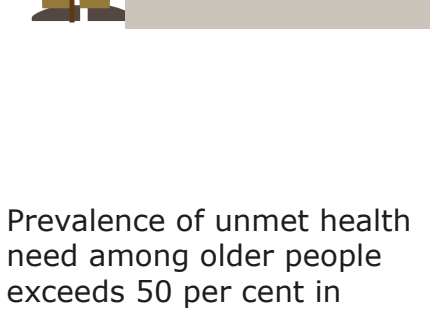 Prevalence of unmet health
need among older people
exceeds 50 per cent in